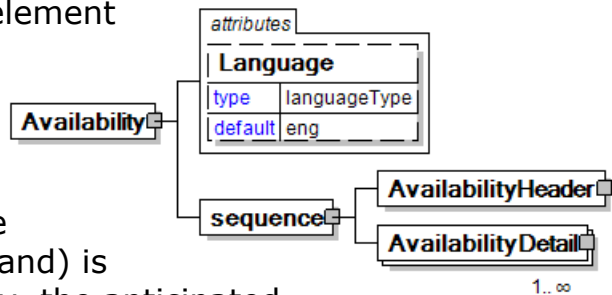 element
attributes
Language
type languageType
default eng
Availability
AvailabilityHeader
sequence
AvailabilityDetail
and) is
1.. ∞
the anticipated